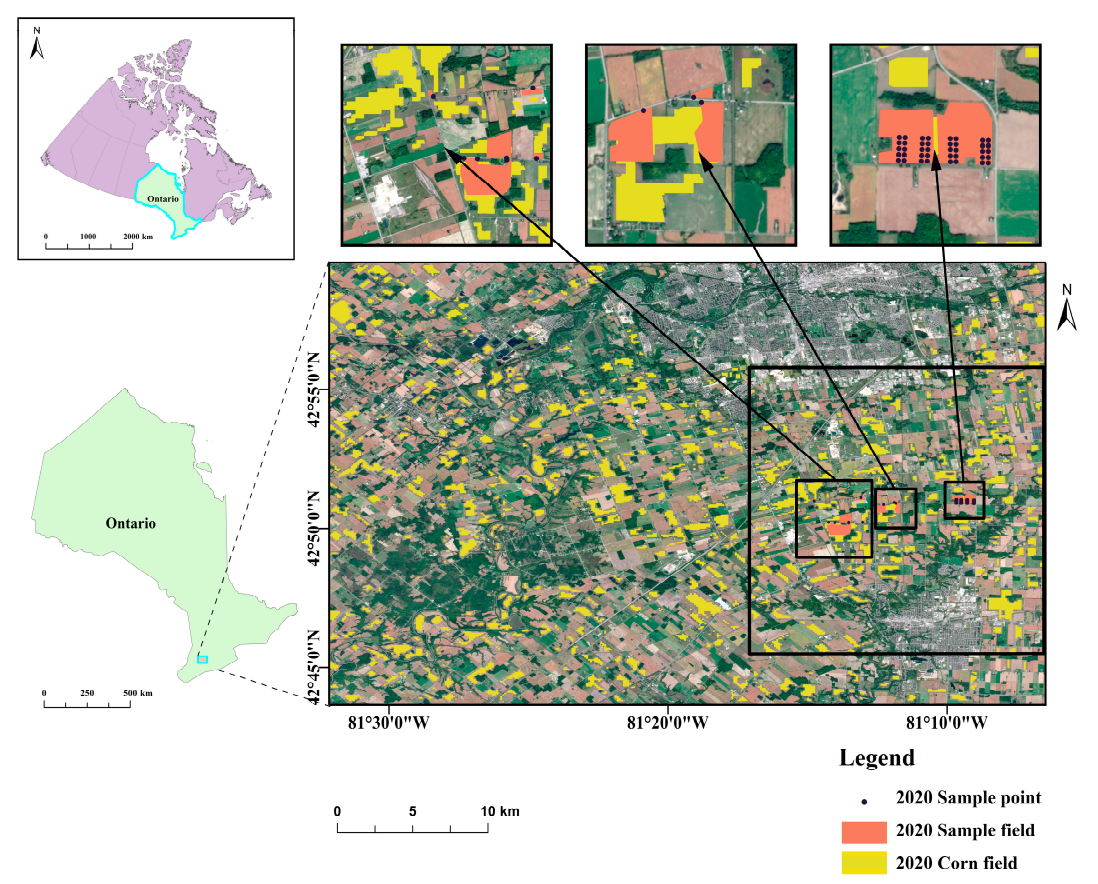 N
Ontario
0 1000 2000 km
N
42°55'0"N
42°50'0"N
42°45'0"N
Ontario
0 250 500 km
81°30'0"W 81°20'0"W 81°10'0"W
Legend
2020 Sample point
2020 Sample field
2020 Corn field
0 5 10 km